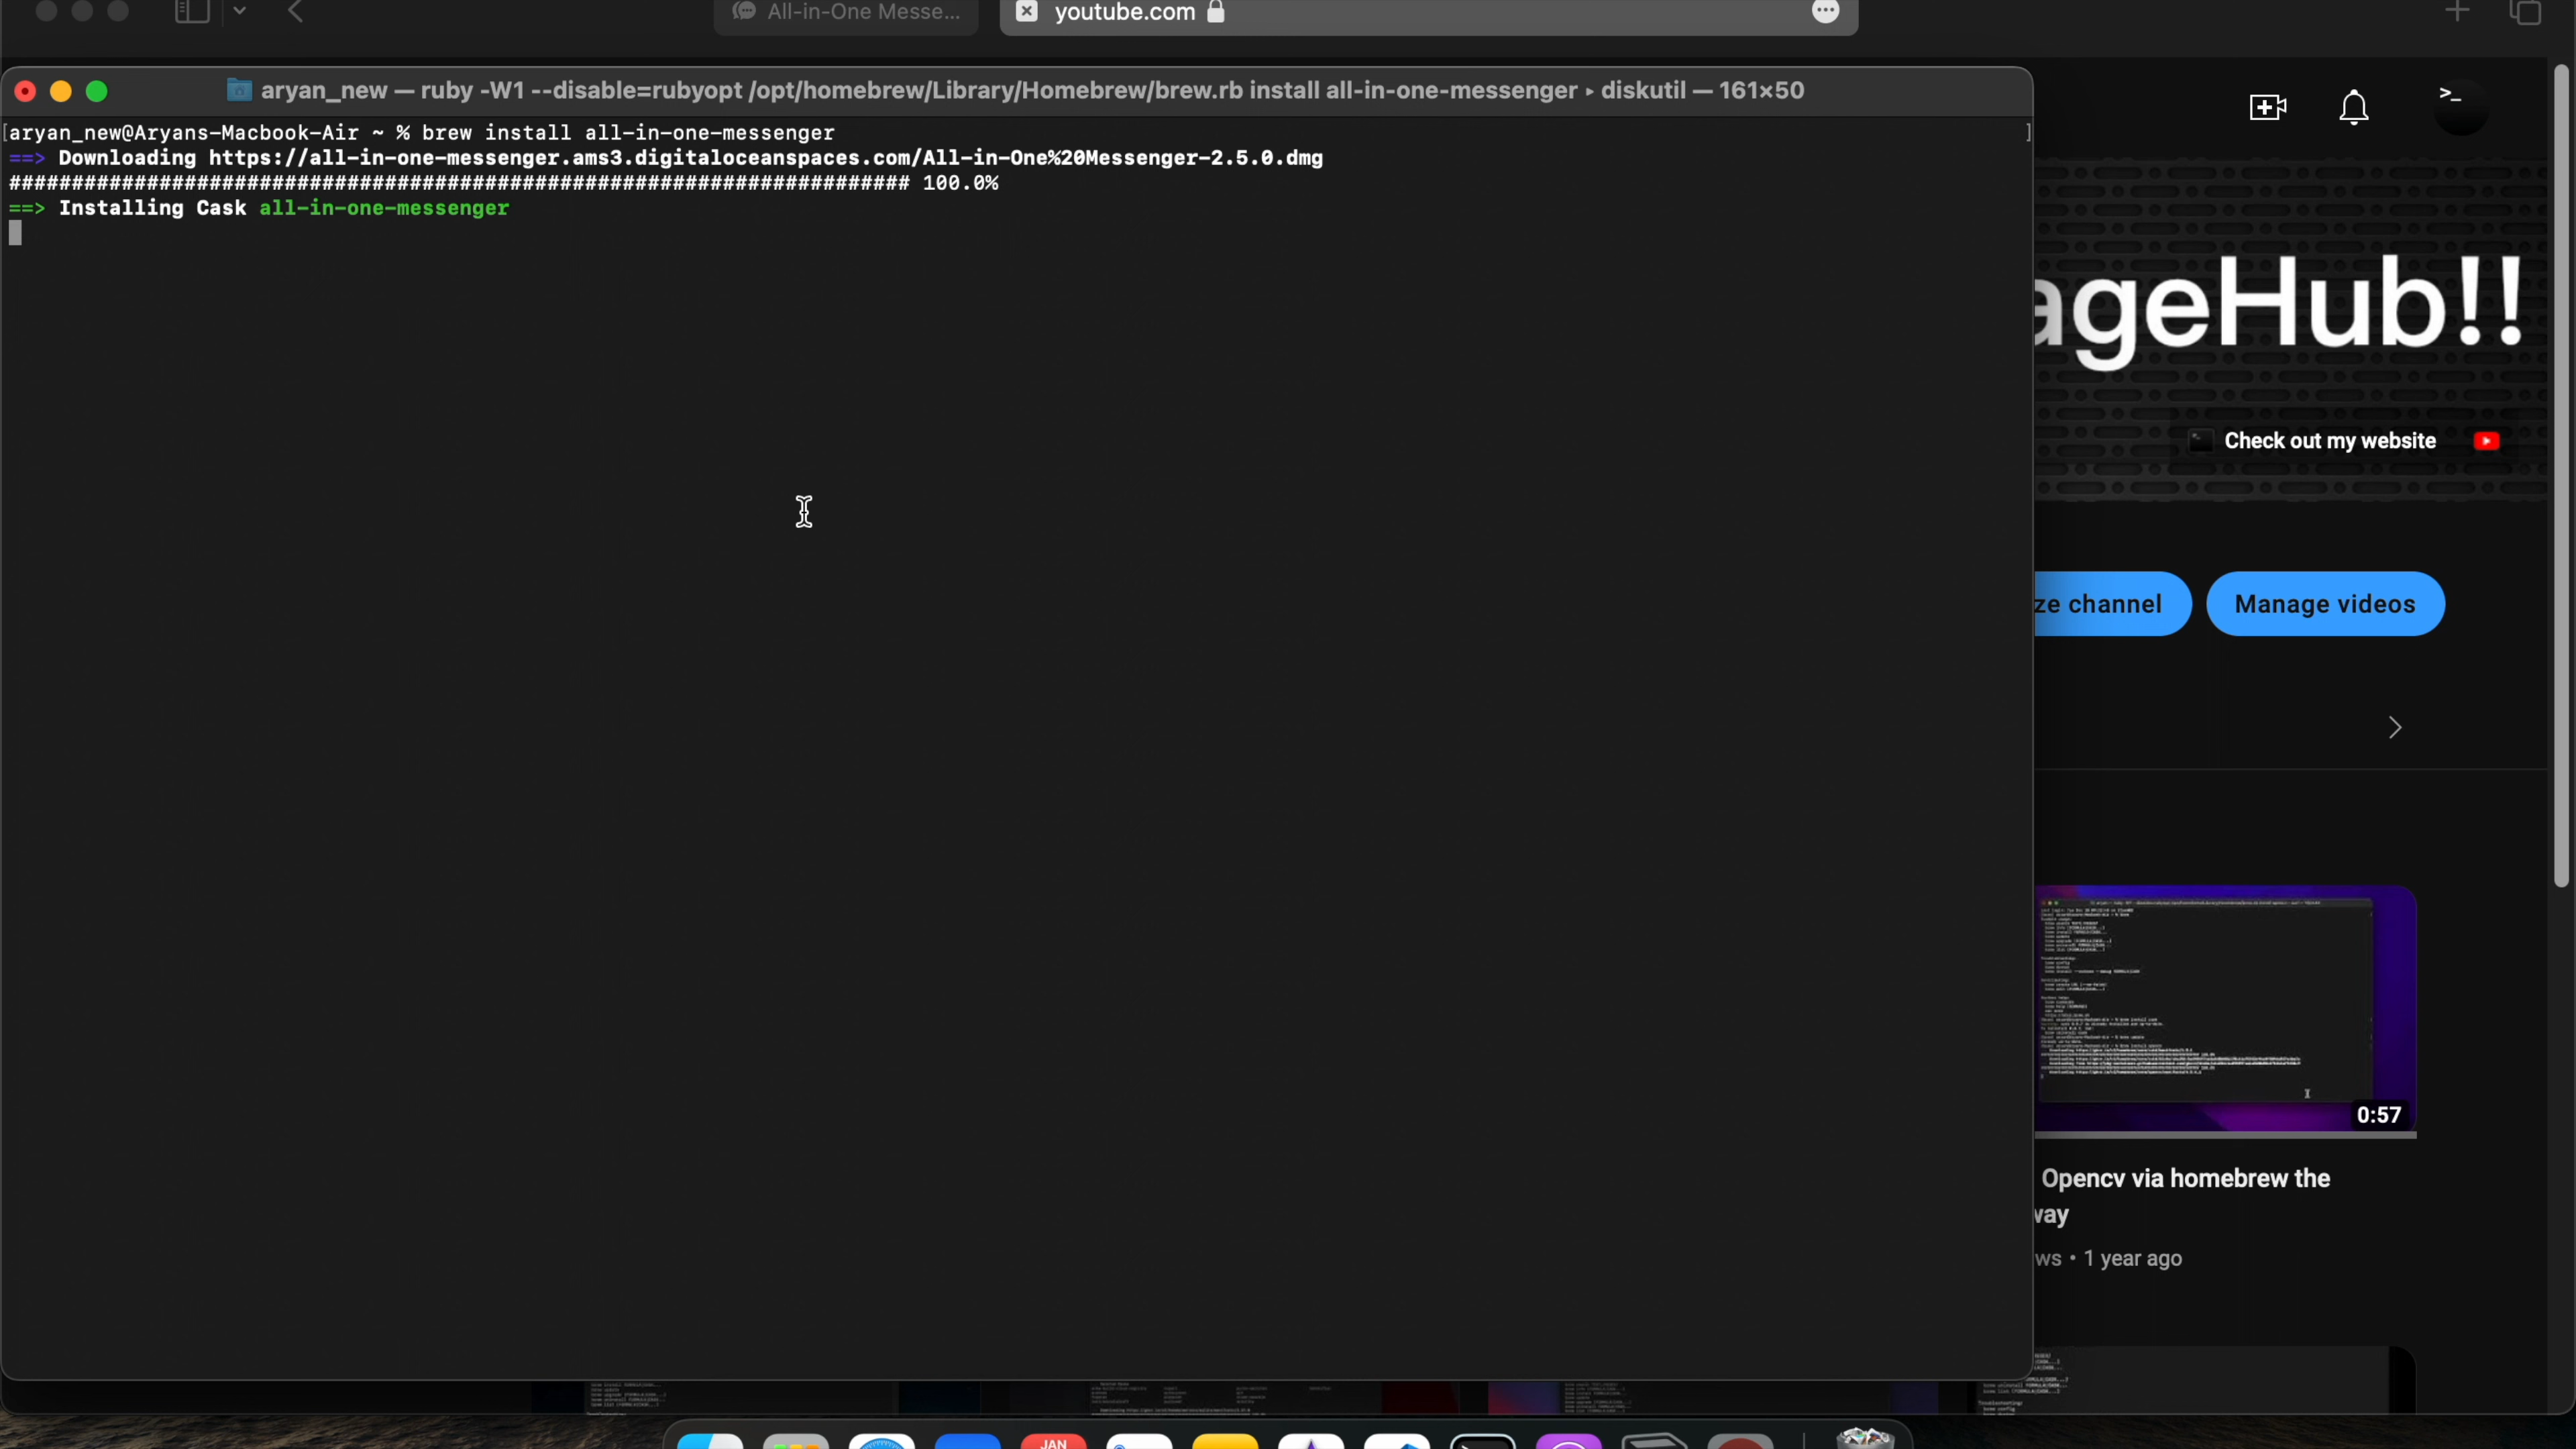 All-in-One Messe...
youtube.com
aryan_new — ruby -W1 --disable=rubyopt /opt/homebrew/Library/Homebrew/brew.rb install all-in-one-messenger ▸ diskutil — 161×50
[aryan_new@Aryans-Macbook-Air ~ % brew install all-in-one-messenger ]
==> Downloading https://all-in-one-messenger.ams3.digitaloceanspaces.com/All-in-One%20Messenger-2.5.0.dmg
######################################################################## 100.0%
==> Installing Cask all-in-one-messenger
>_
ageHub!!
Check out my website
ze channel
Manage videos
0:57
Opencv via homebrew the
way
ws • 1 year ago
JAN